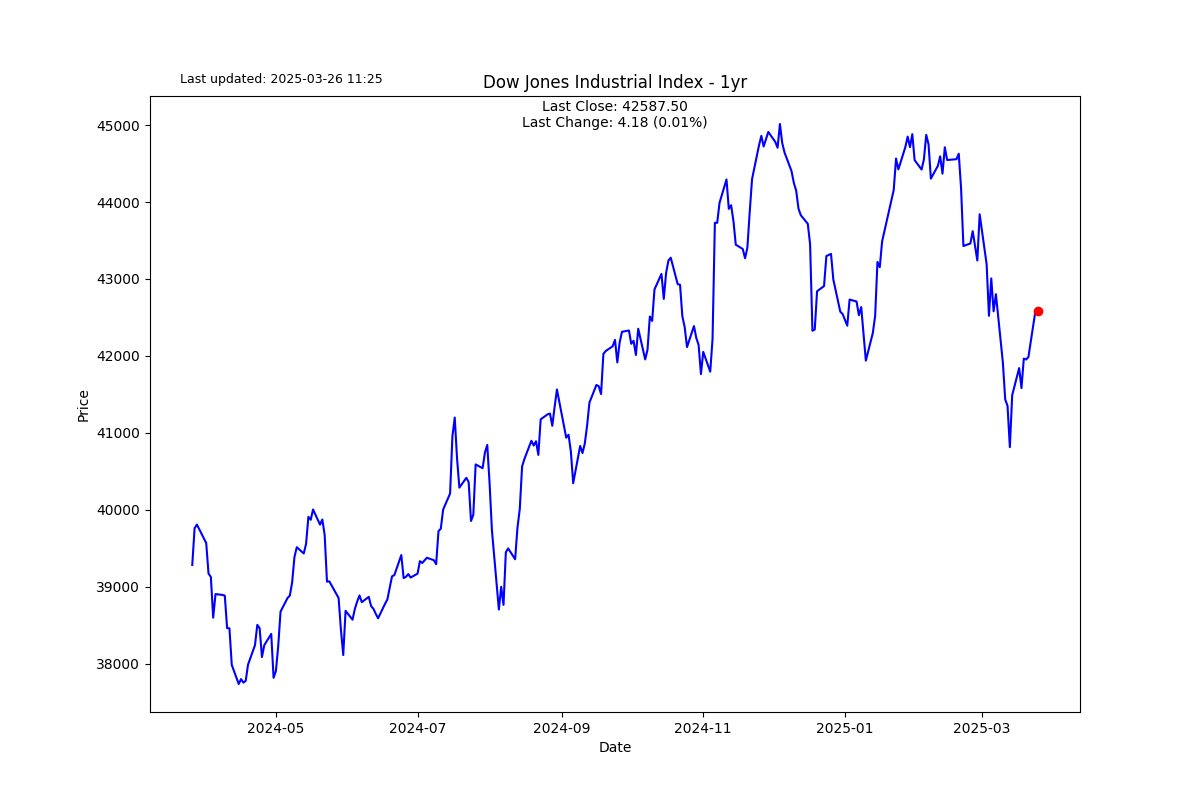 Last updated: 2025-03-26 11:25
Dow Jones Industrial Index - 1yr
Last Close: 42587.50
Last Change: 4.18 (0.01%)
45000
44000
43000
42000
41000
40000
39000
38000
Price
2024-05
2024-07
2024-09
2024-11
2025-01
2025-03
Date